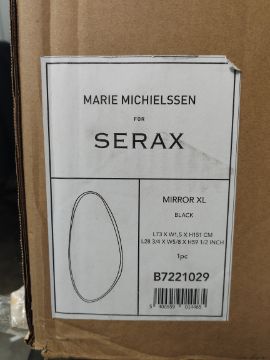 MARIE MICHIELSSEN
FOR
SERAX
MIRROR XL
BLACK
L73 X W1,5 X H151 CM
L28 3/4 X W5/8 X H59 1/2 INCH
1pc
B7221029